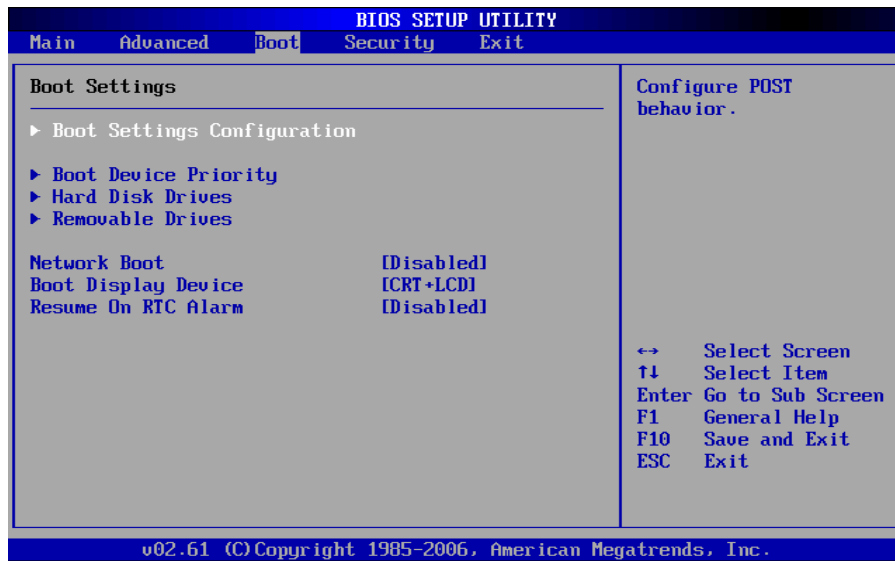 BIOS SETUP UTILITY
Main Advanced Boot Security Exit
Boot Settings
Boot Settings Configuration
Boot Device Priority
Hard Disk Drives
Removable Drives
Network Boot [Disabled]
Boot Display Device [CRT+LCD]
Resume On RTC Alarm [Disabled]
Configure POST
behavior.
↔ Select Screen
↑↓ Select Item
Enter Go to Sub Screen
F1 General Help
F10 Save and Exit
ESC Exit
v02.61 (C)Copyright 1985-2006, American Megatrends, Inc.